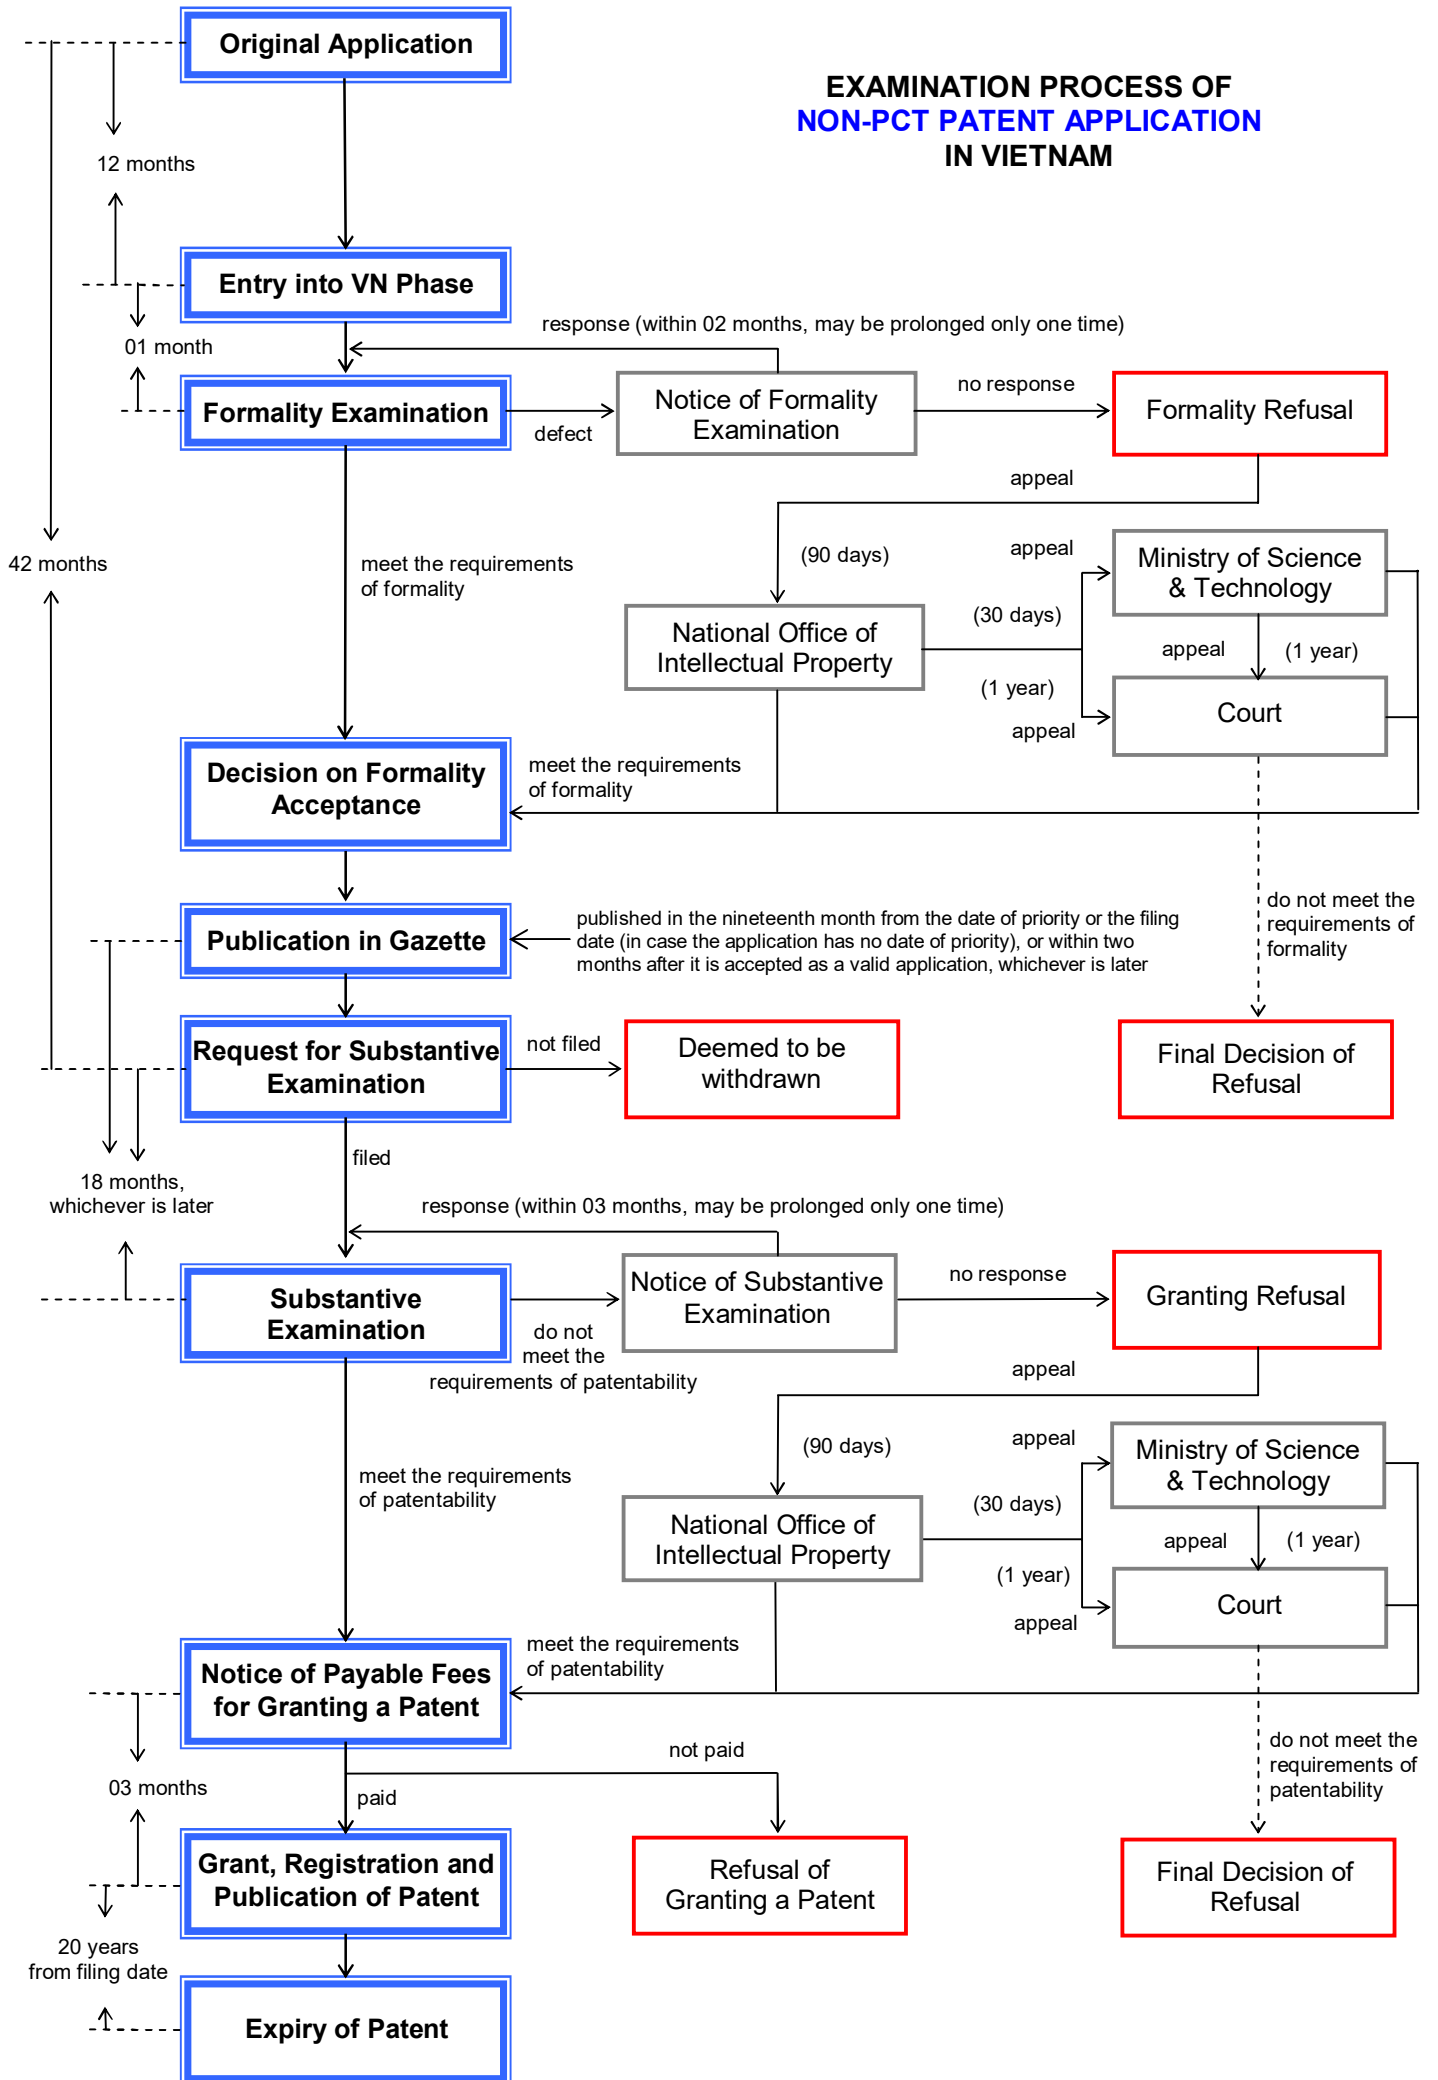 Original Application
EXAMINATION PROCESS OF
NON-PCT PATENT APPLICATION
IN VIETNAM
12 months
Entry into VN Phase
response (within 02 months, may be prolonged only one time)
01 month
Formality Examination
defect
Notice of Formality
Examination
no response
Formality Refusal
appeal
42 months
meet the requirements
of formality
(90 days)
National Office of
Intellectual Property
appeal
(30 days)
(1 year)
appeal
Ministry of Science
& Technology
appeal
(1 year)
Court
Decision on Formality
Acceptance
meet the requirements
of formality
do not meet the
requirements of
formality
Publication in Gazette
published in the nineteenth month from the date of priority or the filing
date (in case the application has no date of priority), or within two
months after it is accepted as a valid application, whichever is later
Request for Substantive
Examination
not filed
Deemed to be
withdrawn
Final Decision of
Refusal
filed
18 months,
whichever is later
response (within 03 months, may be prolonged only one time)
Substantive
Examination
do not
meet the
requirements of patentability
Notice of Substantive
Examination
no response
Granting Refusal
appeal
meet the requirements
of patentability
(90 days)
National Office of
Intellectual Property
appeal
(30 days)
(1 year)
appeal
Ministry of Science
& Technology
appeal
(1 year)
Court
meet the requirements
of patentability
Notice of Payable Fees
for Granting a Patent
not paid
do not meet the
requirements of
patentability
03 months
paid
Grant, Registration and
Publication of Patent
Refusal of
Granting a Patent
Final Decision of
Refusal
20 years
from filing date
Expiry of Patent